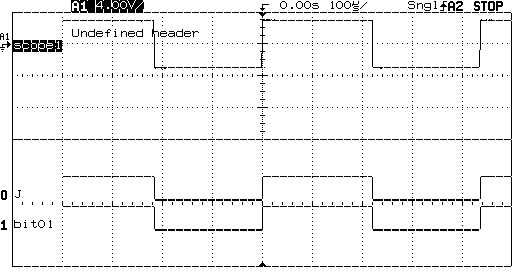 A1 4.00V/ 0.00s 100µ/ Sngl A2 STOP
A1
Undefined header
0 J
1 bit01